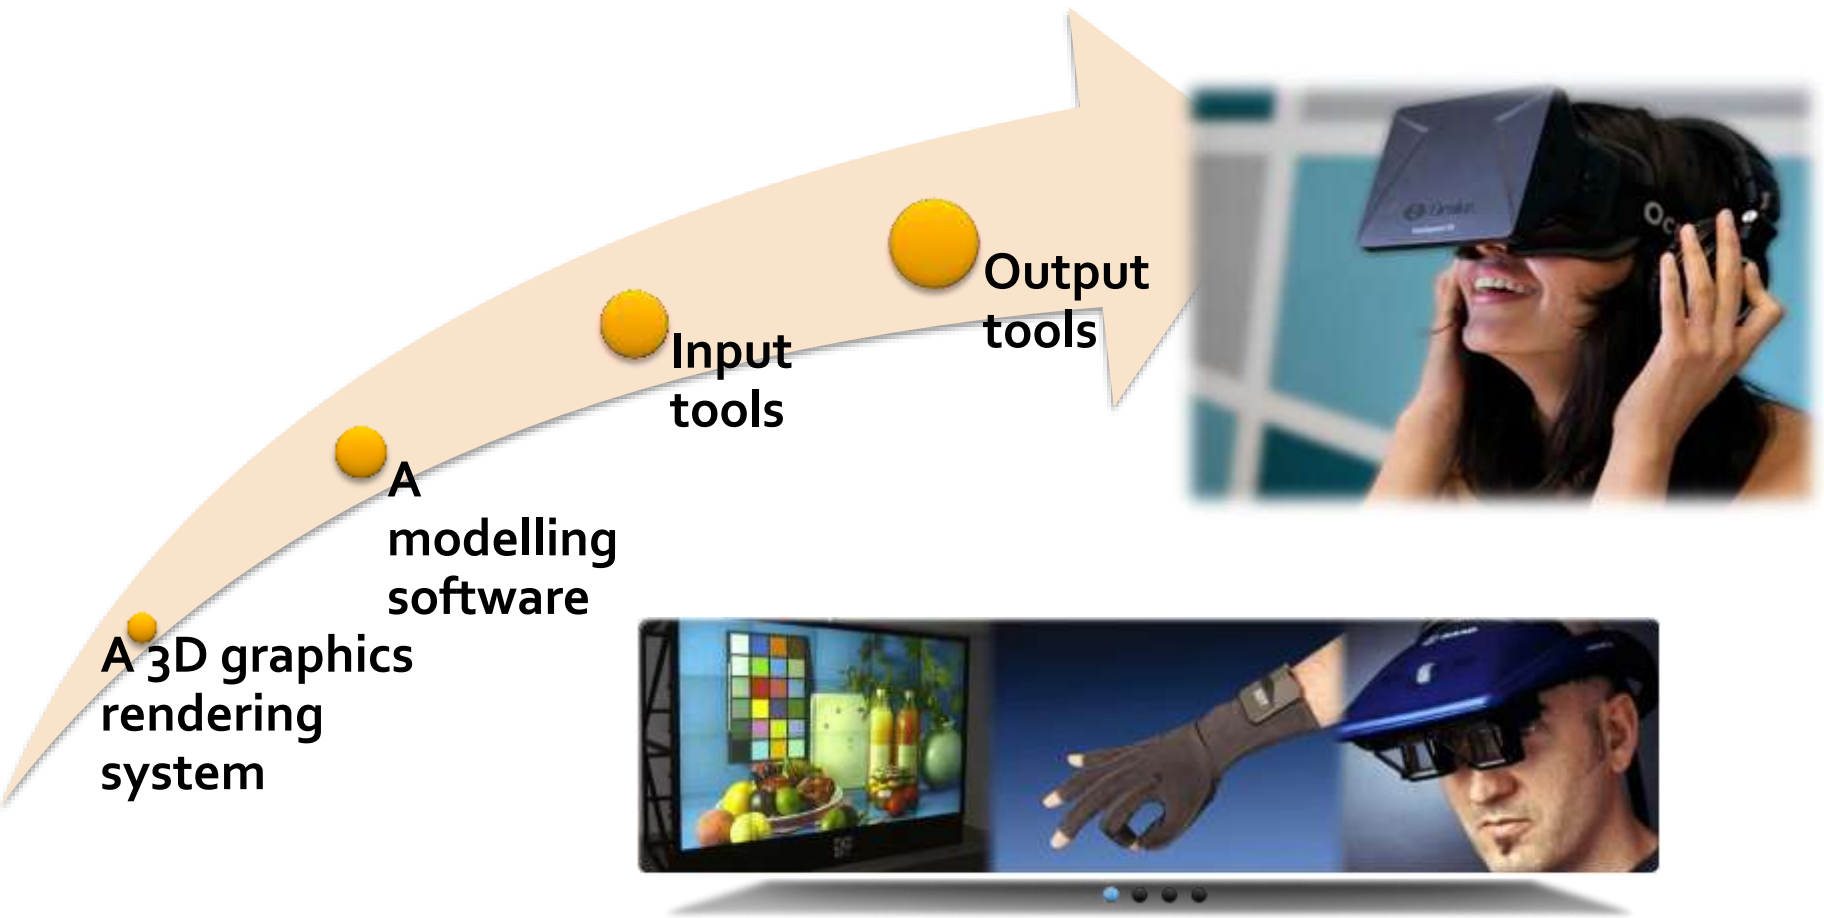 Output
tools
Input
tools
A
modelling
software
A 3D graphics
rendering
system